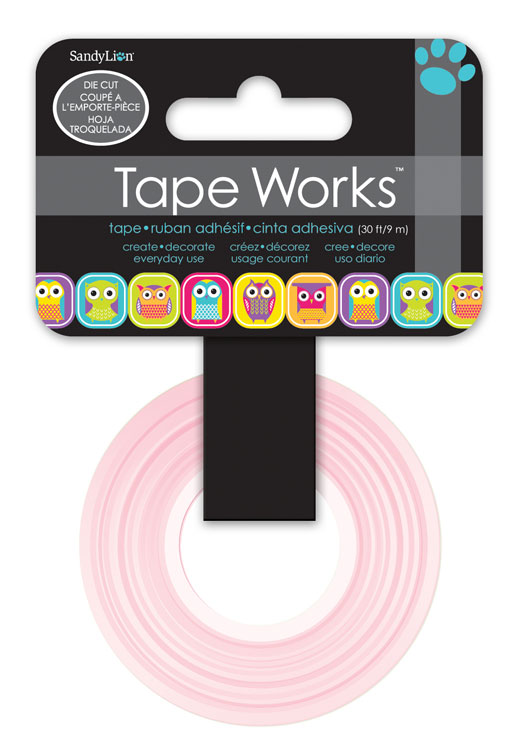 SandyLion
DIE CUT
COUPÉ A
L'EMPORTE-PIÈCE
HOJA
TROQUELADA
Tape Works™
tape•ruban adhésif•cinta adhesiva (30 ft/9 m)
create•decorate
everyday use
créez•décorez
usage courant
cree•decore
uso diario